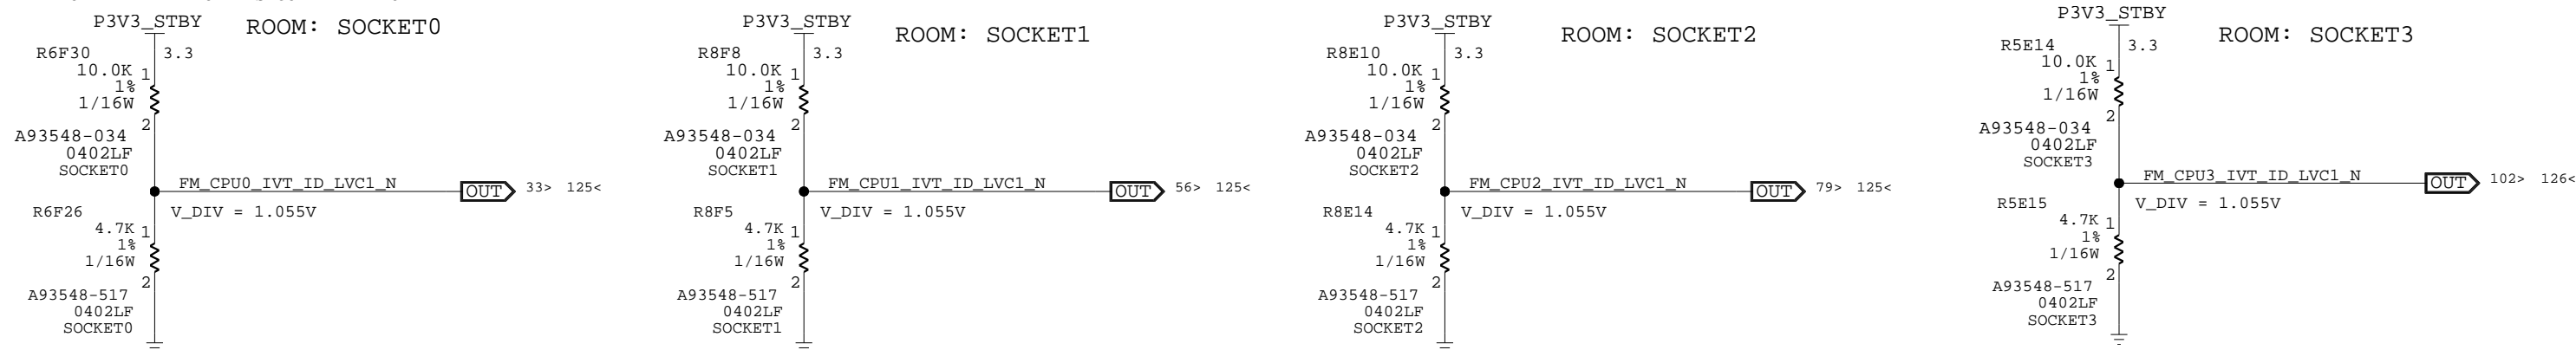 P3V3_STBY
ROOM: SOCKET0
R6F30
3.3
10.0K
1
1%
1/16W
2
A93548-034
0402LF
SOCKET0
FM_CPU0_IVT_ID_LVC1_N
OUT
33> 125<
R6F26
V_DIV = 1.055V
4.7K
1
1%
1/16W
2
A93548-517
0402LF
SOCKET0
P3V3_STBY
ROOM: SOCKET1
R8F8
3.3
10.0K
1
1%
1/16W
2
A93548-034
0402LF
SOCKET1
FM_CPU1_IVT_ID_LVC1_N
OUT
56> 125<
R8F5
V_DIV = 1.055V
4.7K
1
1%
1/16W
2
A93548-517
0402LF
SOCKET1
P3V3_STBY
ROOM: SOCKET2
R8E10
3.3
10.0K
1
1%
1/16W
2
A93548-034
0402LF
SOCKET2
FM_CPU2_IVT_ID_LVC1_N
OUT
79> 125<
R8E14
V_DIV = 1.055V
4.7K
1
1%
1/16W
2
A93548-517
0402LF
SOCKET2
P3V3_STBY
ROOM: SOCKET3
R5E14
3.3
10.0K
1
1%
1/16W
2
A93548-034
0402LF
SOCKET3
FM_CPU3_IVT_ID_LVC1_N
OUT
102> 126<
R5E15
V_DIV = 1.055V
4.7K
1
1%
1/16W
2
A93548-517
0402LF
SOCKET3